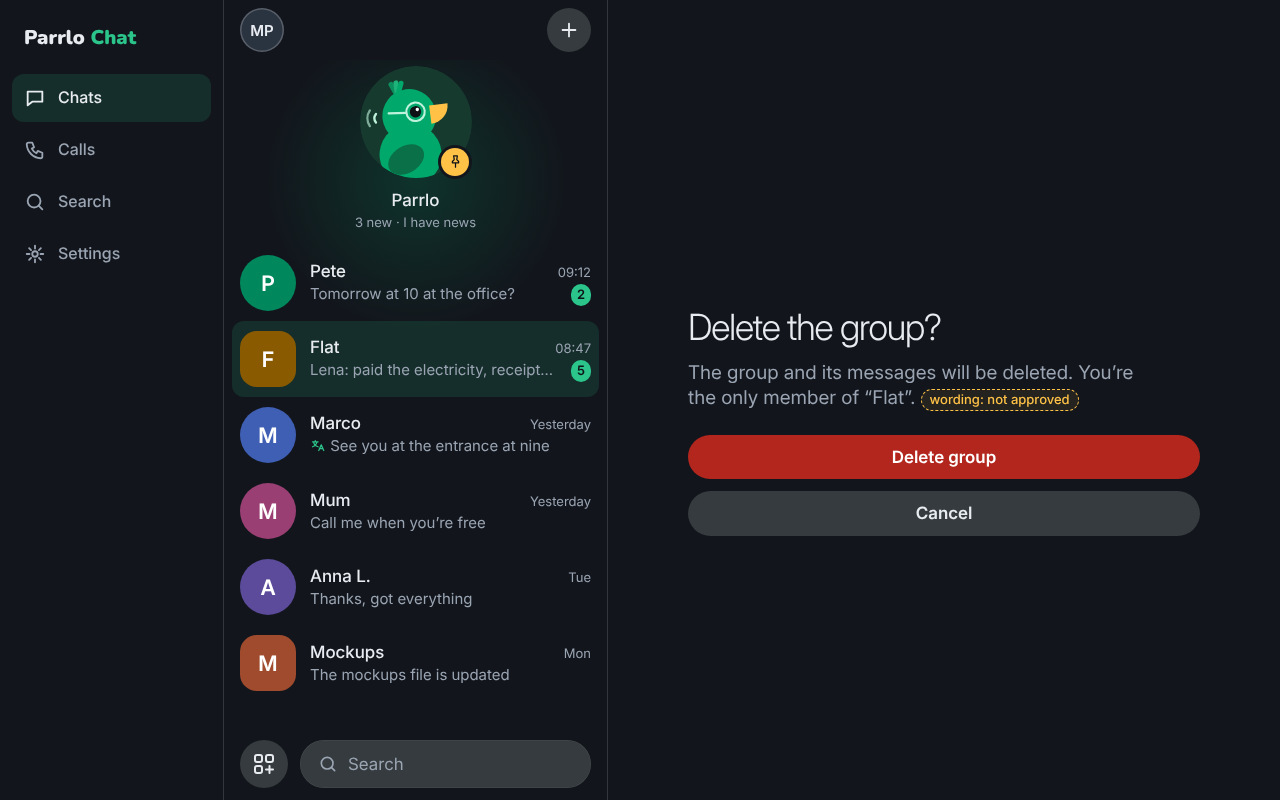 Parrlo Chat
Chats
Calls
Search
Settings
MP
Parrlo
3 new · I have news
P
Pete
09:12
Tomorrow at 10 at the office?
2
F
Flat
08:47
Lena: paid the electricity, receipt...
5
M
Marco
Yesterday
See you at the entrance at nine
M
Mum
Yesterday
Call me when you’re free
A
Anna L.
Tue
Thanks, got everything
M
Mockups
Mon
The mockups file is updated
Search
Delete the group?
The group and its messages will be deleted. You’re
the only member of “Flat”. wording: not approved
Delete group
Cancel